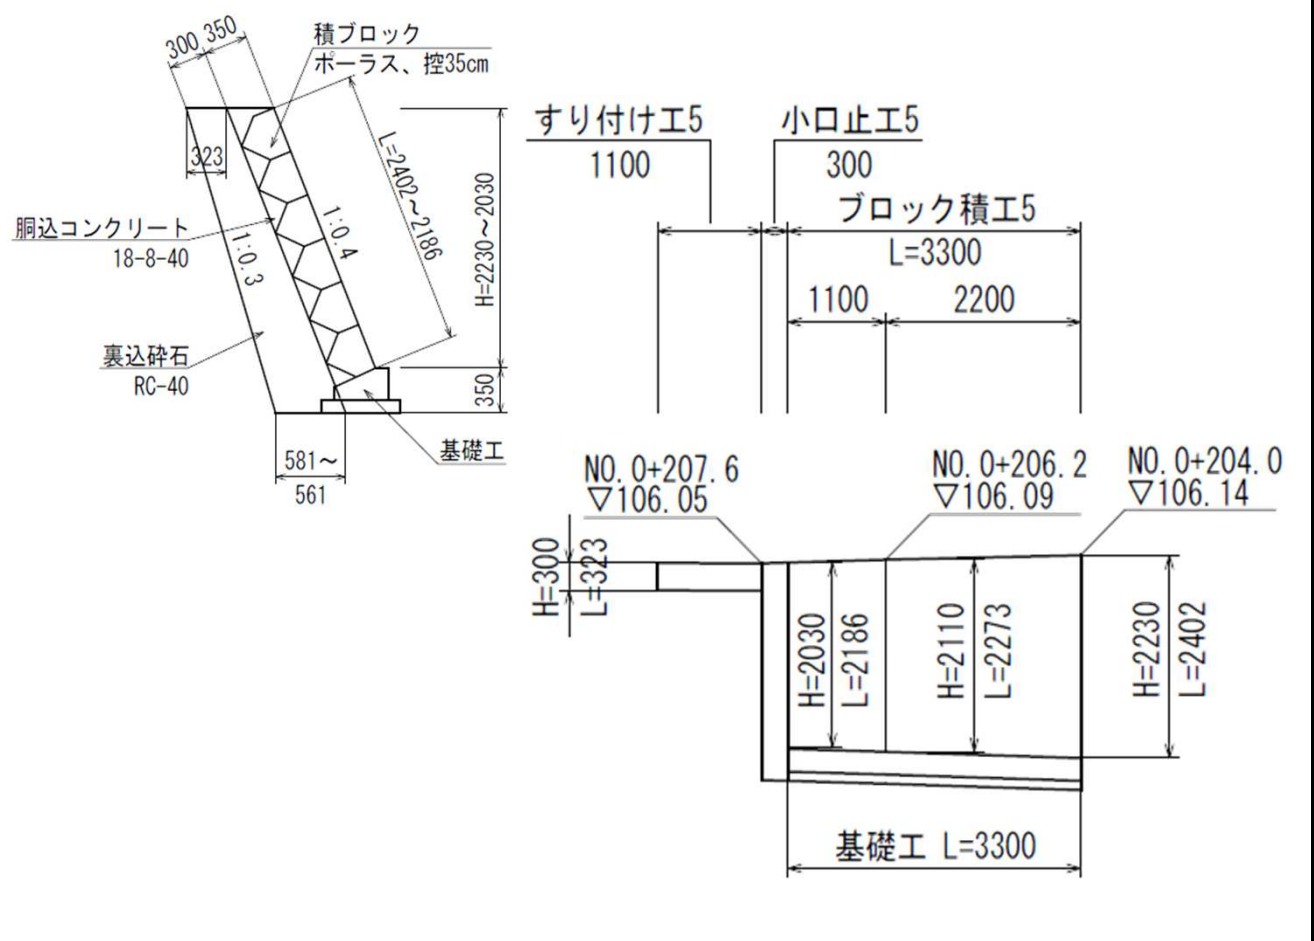 300
350
積ブロック
ポーラス、控35cm
323
L=2402～2186
H=2230～2030
胴込コンクリート
18-8-40
1:0.3
1:0.4
裏込砕石
RC-40
350
基礎工
581～
561
すり付け工5
1100
小口止工5
300
ブロック積工5
L=3300
1100
2200
NO.0+207.6
▽106.05
NO.0+206.2
▽106.09
NO.0+204.0
▽106.14
H=300
L=323
H=2030
L=2186
H=2110
L=2273
H=2230
L=2402
基礎工 L=3300